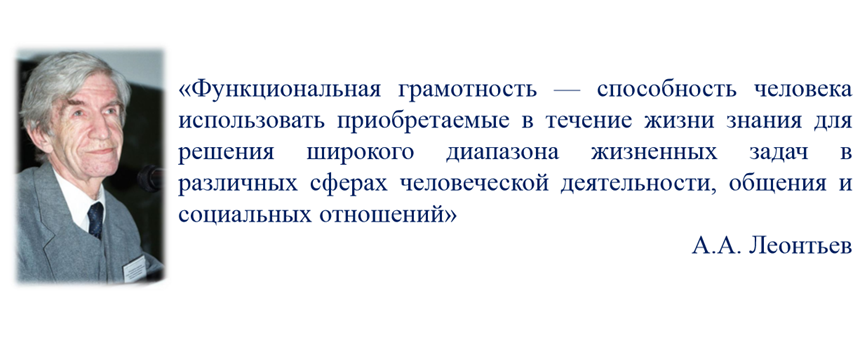 «Функциональная грамотность — способность человека
использовать приобретаемые в течение жизни знания для
решения широкого диапазона жизненных задач в
различных сферах человеческой деятельности, общения и
социальных отношений»
А.А. Леонтьев